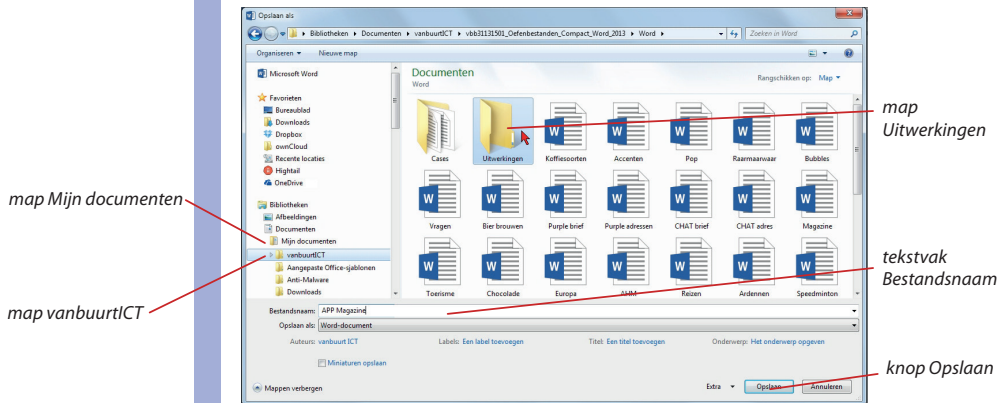 Opslaan als
Bibliotheken ▸ Documenten ▸ vanbuurtICT ▸ vbb31131501_Oefenbestanden_Compact_Word_2013 ▸ Word ▸
Zoeken in Word
Organiseren
Nieuwe map
Microsoft Word
Favorieten
Bureaublad
Downloads
Dropbox
ownCloud
Recente locaties
Hightail
OneDrive
Bibliotheken
Afbeeldingen
Documenten
Mijn documenten
vanbuurtICT
Aangepaste Office-sjablonen
Anti-Malware
Downloads
Documenten
Word
Rangschikken op: Map
Cases Uitwerkingen Koffiesoorten Accenten Pop Raarmaarwaar Bubbles
Vragen Bier brouwen Purple brief Purple adressen CHAT brief CHAT adres Magazine
Toerisme Chocolade Europa AHM Reizen Ardennen Speedminton
Bestandsnaam: APP Magazine
Opslaan als: Word-document
Auteurs: vanbuurt ICT Labels: Een label toevoegen Titel: Een titel toevoegen Onderwerp: Het onderwerp opgeven
Miniaturen opslaan
Mappen verbergen
Extra Opslaan Annuleren
map Mijn documenten
map vanbuurtICT
map
Uitwerkingen
tekstvak
Bestandsnaam
knop Opslaan